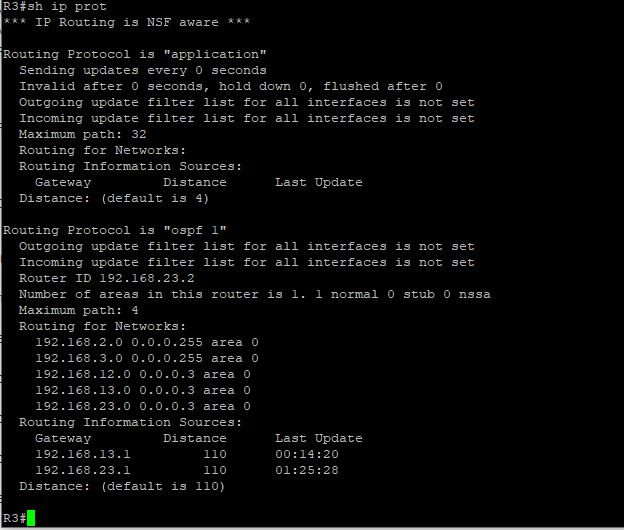 R3#sh ip prot
*** IP Routing is NSF aware ***
Routing Protocol is "application"
Sending updates every 0 seconds
Invalid after 0 seconds, hold down 0, flushed after 0
Outgoing update filter list for all interfaces is not set
Incoming update filter list for all interfaces is not set
Maximum path: 32
Routing for Networks:
Routing Information Sources:
Gateway Distance Last Update
Distance: (default is 4)
Routing Protocol is "ospf 1"
Outgoing update filter list for all interfaces is not set
Incoming update filter list for all interfaces is not set
Router ID 192.168.23.2
Number of areas in this router is 1. 1 normal 0 stub 0 nssa
Maximum path: 4
Routing for Networks:
192.168.2.0 0.0.0.255 area 0
192.168.3.0 0.0.0.255 area 0
192.168.12.0 0.0.0.3 area 0
192.168.13.0 0.0.0.3 area 0
192.168.23.0 0.0.0.3 area 0
Routing Information Sources:
Gateway Distance Last Update
192.168.13.1 110 00:14:20
192.168.23.1 110 01:25:28
Distance: (default is 110)
R3#